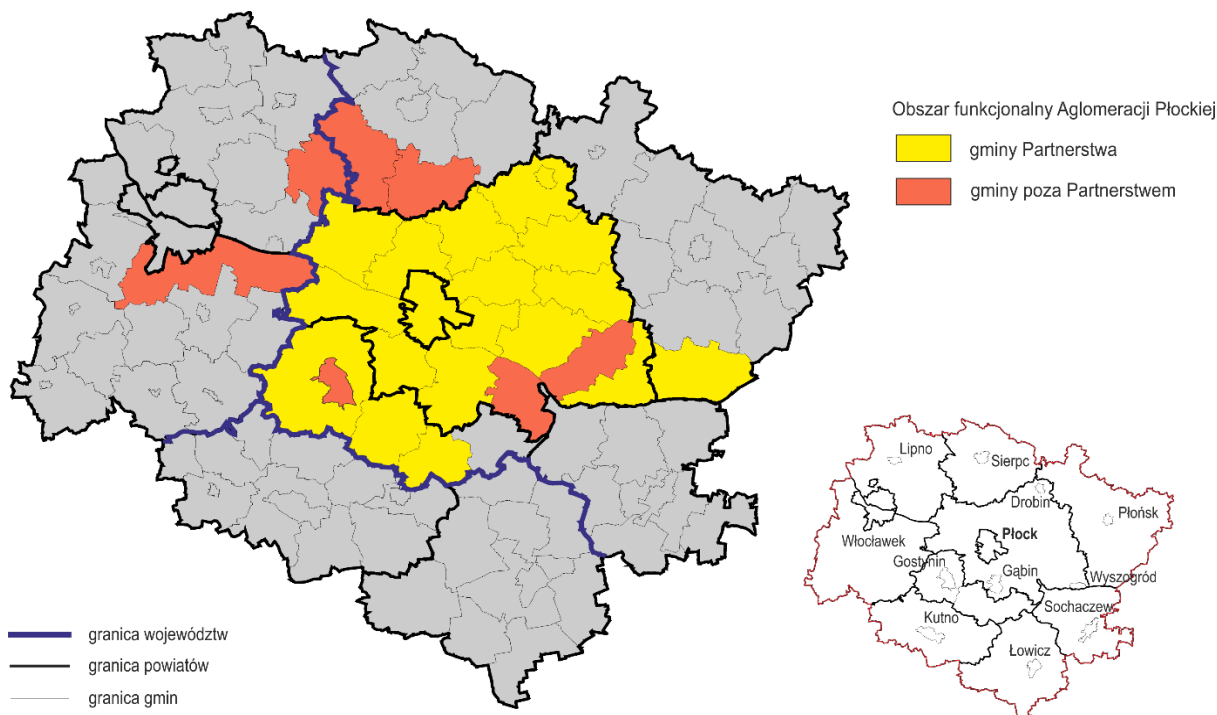 Obszar funkcjonalny Aglomeracji Płockiej
gminy Partnerstwa
gminy poza Partnerstwem
granica województw
granica powiatów
granica gmin
Lipno
Sierpc
Drobin
Płońsk
Włocławek
Płock
Gostynin
Gąbin
Wyszogród
Sochaczew
Kutno
Łowicz